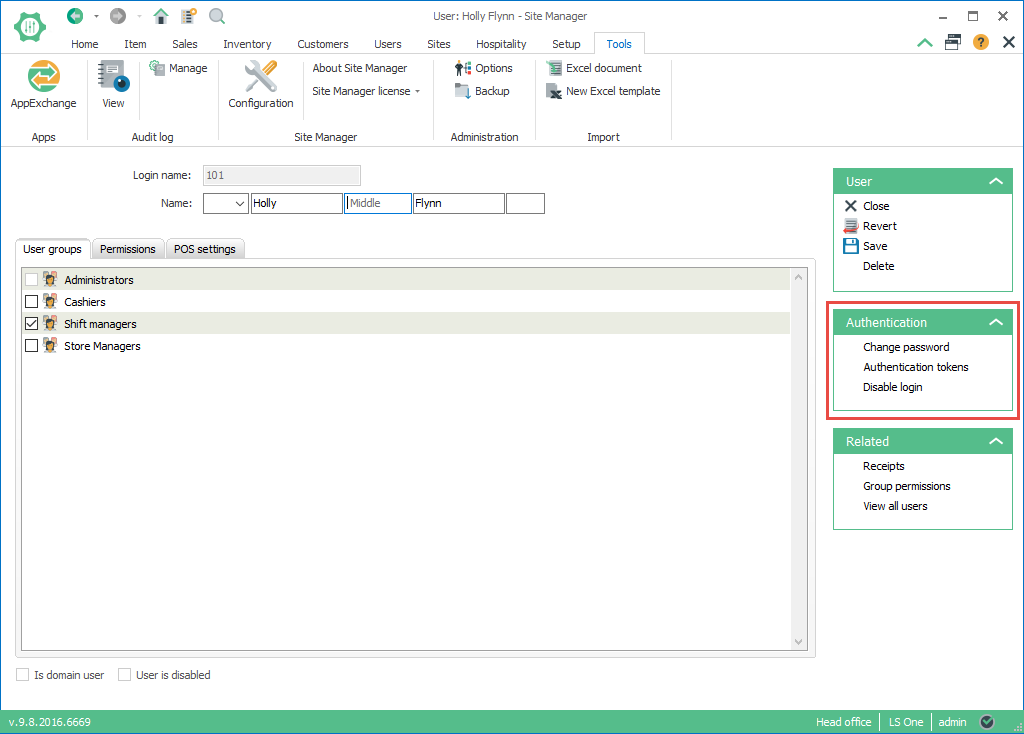 User: Holly Flynn - Site Manager
Home Item Sales Inventory Customers Users Sites Hospitality Setup Tools
AppExchange
Apps
View
Manage
Audit log
Configuration
About Site Manager
Site Manager license
Site Manager
Options
Backup
Administration
Excel document
New Excel template
Import
Login name: 101
Name: Holly Middle Flynn
User groups Permissions POS settings
Administrators
Cashiers
Shift managers
Store Managers
Is domain user User is disabled
User
Close
Revert
Save
Delete
Authentication
Change password
Authentication tokens
Disable login
Related
Receipts
Group permissions
View all users
v.9.8.2016.6669 Head office LS One admin